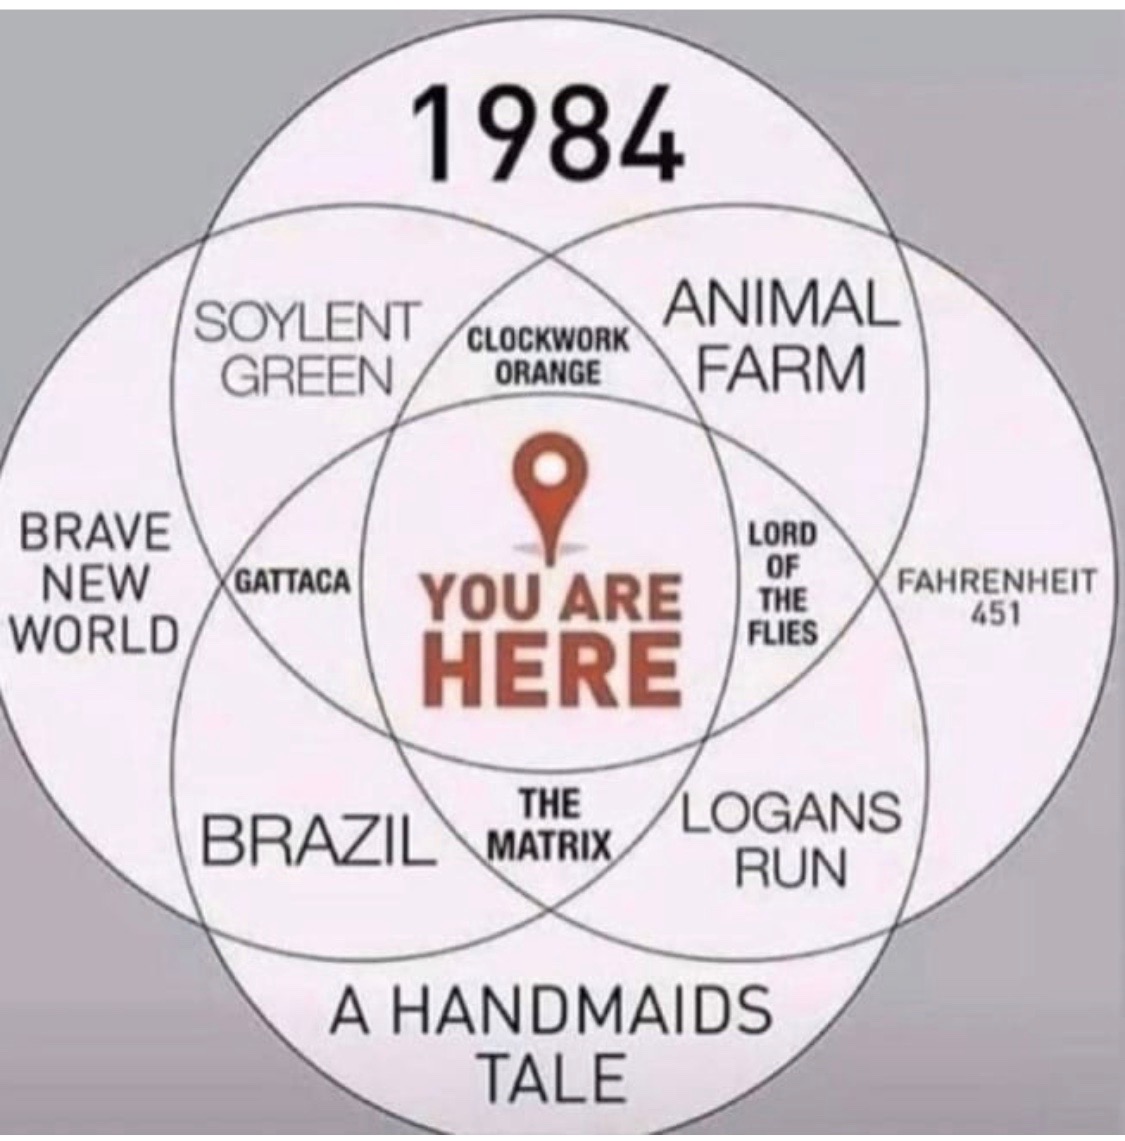 1984
SOYLENT
GREEN
CLOCKWORK
ORANGE
ANIMAL
FARM
BRAVE
NEW
WORLD
GATTACA
YOU ARE
HERE
LORD
OF
THE
FLIES
FAHRENHEIT
451
BRAZIL
THE
MATRIX
LOGANS
RUN
A HANDMAIDS
TALE